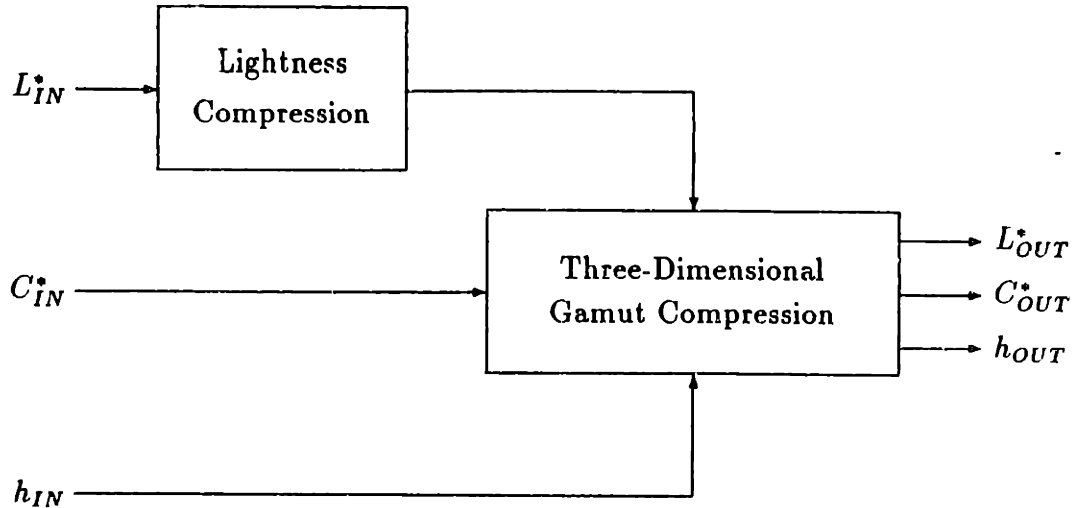 L*IN
Lightness
Compression
C*IN
Three-Dimensional
Gamut Compression
L*OUT
C*OUT
hOUT
hIN